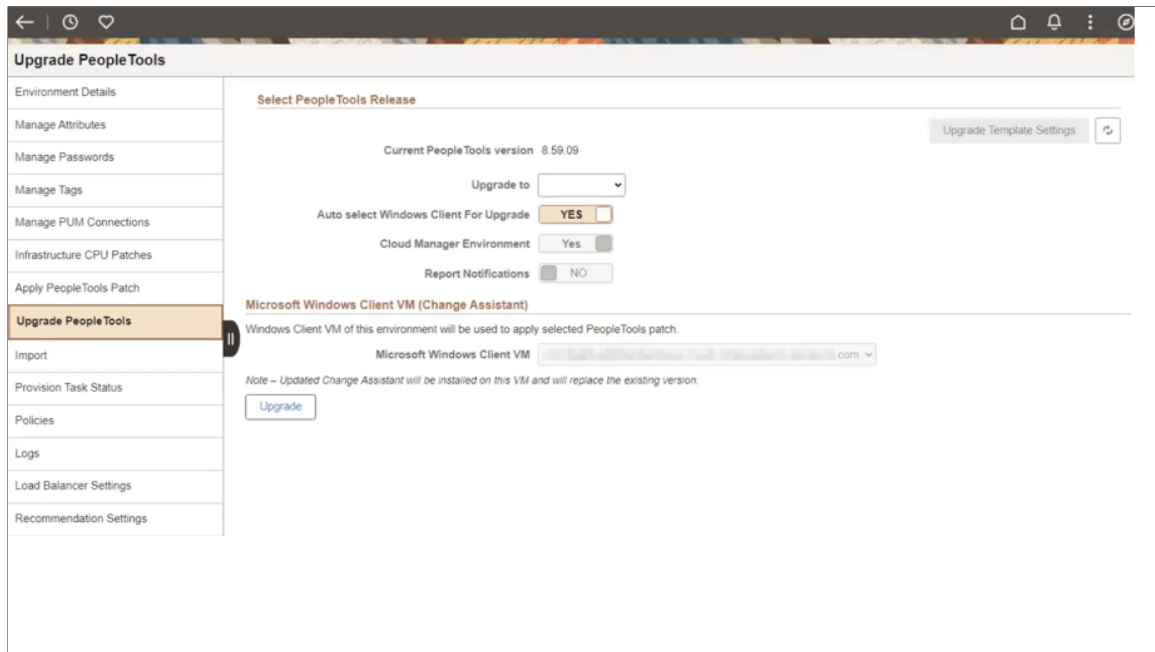 Upgrade PeopleTools
Environment Details
Manage Attributes
Manage Passwords
Manage Tags
Manage PUM Connections
Infrastructure CPU Patches
Apply PeopleTools Patch
Upgrade PeopleTools
Import
Provision Task Status
Policies
Logs
Load Balancer Settings
Recommendation Settings
Select PeopleTools Release
Upgrade Template Settings
Current PeopleTools version 8.59.09
Upgrade to
Auto select Windows Client For Upgrade YES
Cloud Manager Environment Yes
Report Notifications NO
Microsoft Windows Client VM (Change Assistant)
Windows Client VM of this environment will be used to apply selected PeopleTools patch.
Microsoft Windows Client VM com
Note – Updated Change Assistant will be installed on this VM and will replace the existing version.
Upgrade